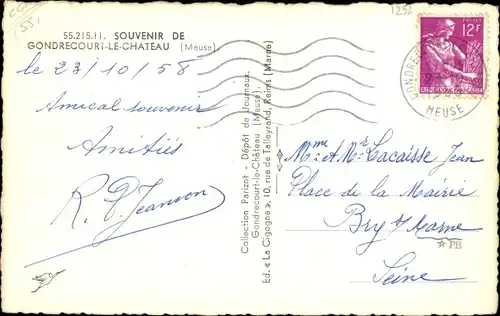 551
1255
55.215.11. SOUVENIR DE
GONDRECOURT-LE-CHATEAU (Meuse)
le 23/10/58
Amical souvenir
Amitiés
R. P. Jeanson
Collection Parizot - Dépôt de Journaux
Gondrecourt-le-Château (Meuse).
Ed. « La Cigogne », 10, rue de Talleyrand, Reims (Marne)
POSTES
12F
MEUSE
Mme & Mr Lacaisse Jean
Place de la Mairie
Bry s/ Marne
Seine
PB